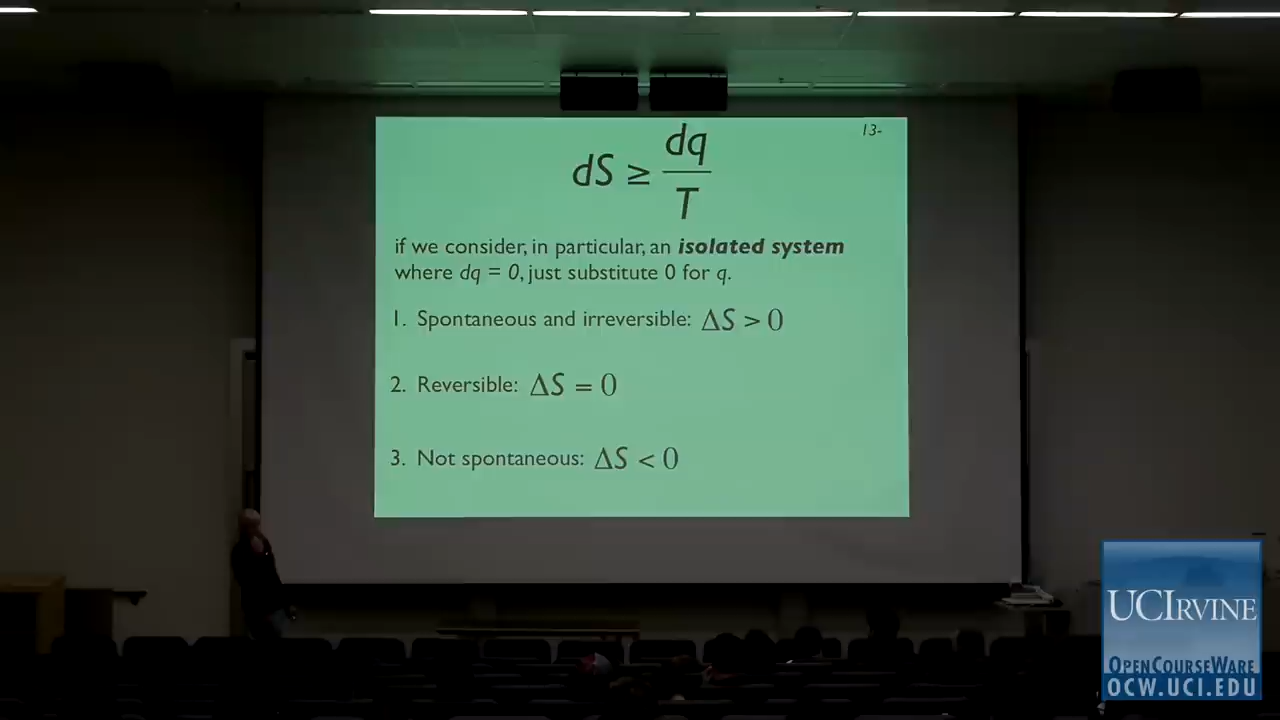 13-
dS ≥ dq/T
if we consider, in particular, an isolated system
where dq = 0, just substitute 0 for q.
1. Spontaneous and irreversible: ΔS > 0
2. Reversible: ΔS = 0
3. Not spontaneous: ΔS < 0
UCIRVINE
OPENCOURSEWARE
OCW.UCI.EDU